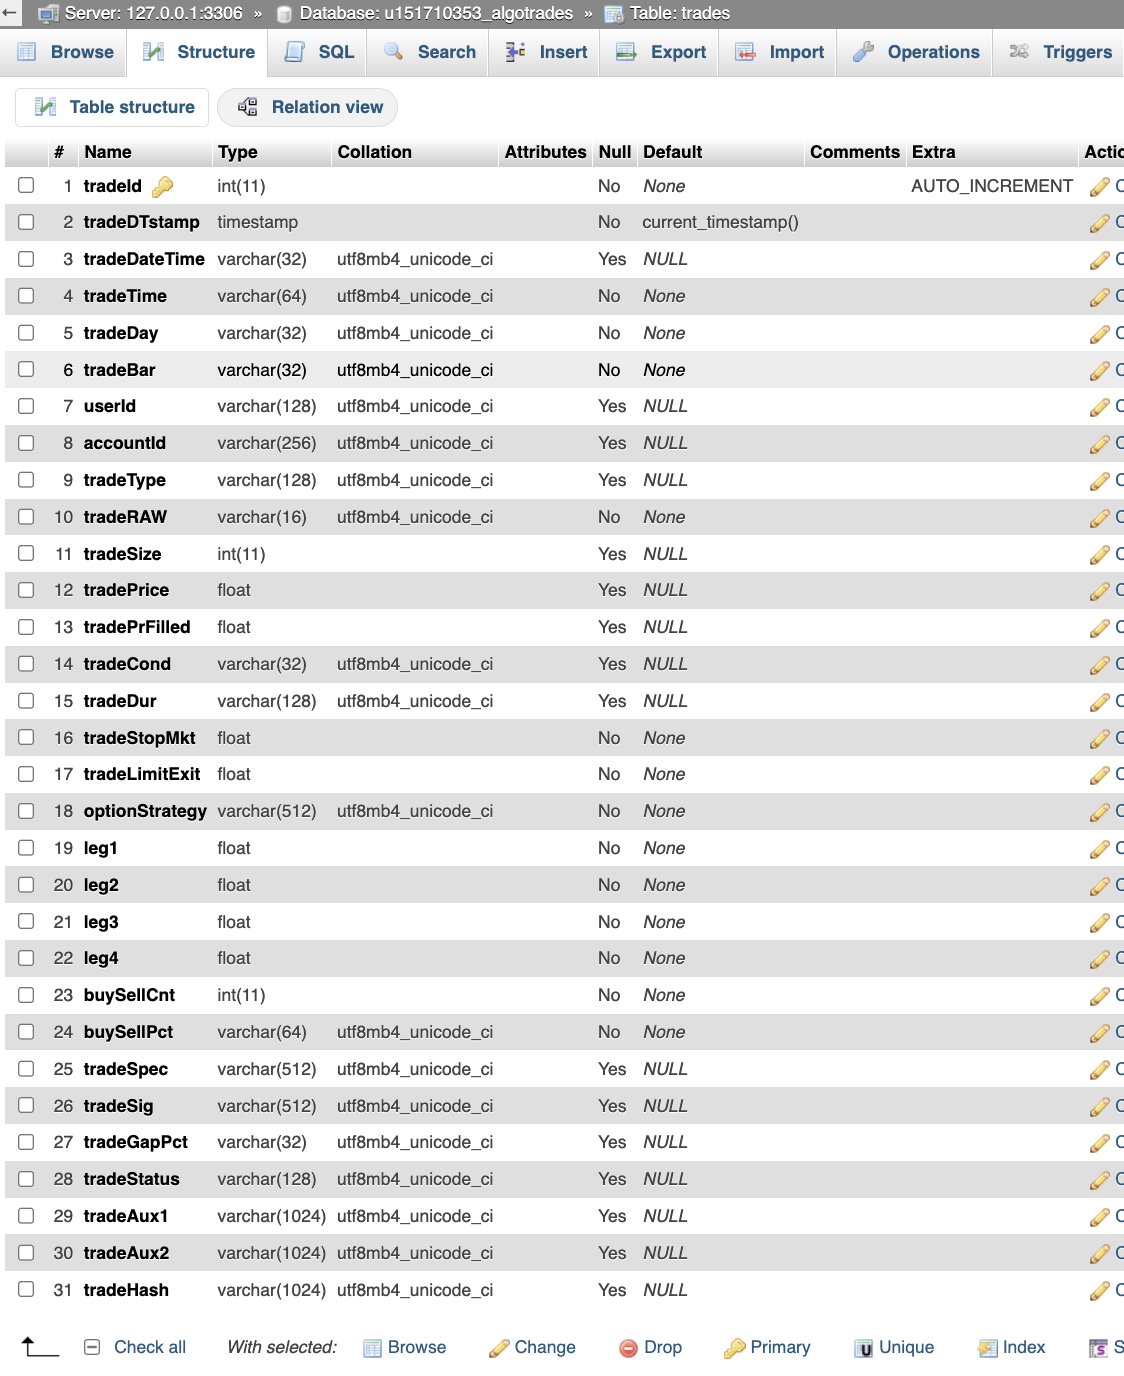 Server: 127.0.0.1:3306 » Database: u151710353_algotrades » Table: trades
Browse Structure SQL Search Insert Export Import Operations Triggers
Table structure Relation view
# Name Type Collation Attributes Null Default Comments Extra
1 tradeId int(11) No None AUTO_INCREMENT
2 tradeDTstamp timestamp No current_timestamp()
3 tradeDateTime varchar(32) utf8mb4_unicode_ci Yes NULL
4 tradeTime varchar(64) utf8mb4_unicode_ci No None
5 tradeDay varchar(32) utf8mb4_unicode_ci No None
6 tradeBar varchar(32) utf8mb4_unicode_ci No None
7 userId varchar(128) utf8mb4_unicode_ci Yes NULL
8 accountId varchar(256) utf8mb4_unicode_ci Yes NULL
9 tradeType varchar(128) utf8mb4_unicode_ci Yes NULL
10 tradeRAW varchar(16) utf8mb4_unicode_ci No None
11 tradeSize int(11) Yes NULL
12 tradePrice float Yes NULL
13 tradePrFilled float Yes NULL
14 tradeCond varchar(32) utf8mb4_unicode_ci Yes NULL
15 tradeDur varchar(128) utf8mb4_unicode_ci Yes NULL
16 tradeStopMkt float No None
17 tradeLimitExit float No None
18 optionStrategy varchar(512) utf8mb4_unicode_ci No None
19 leg1 float No None
20 leg2 float No None
21 leg3 float No None
22 leg4 float No None
23 buySellCnt int(11) No None
24 buySellPct varchar(64) utf8mb4_unicode_ci No None
25 tradeSpec varchar(512) utf8mb4_unicode_ci Yes NULL
26 tradeSig varchar(512) utf8mb4_unicode_ci Yes NULL
27 tradeGapPct varchar(32) utf8mb4_unicode_ci Yes NULL
28 tradeStatus varchar(128) utf8mb4_unicode_ci Yes NULL
29 tradeAux1 varchar(1024) utf8mb4_unicode_ci Yes NULL
30 tradeAux2 varchar(1024) utf8mb4_unicode_ci Yes NULL
31 tradeHash varchar(1024) utf8mb4_unicode_ci Yes NULL
Check all With selected: Browse Change Drop Primary Unique Index